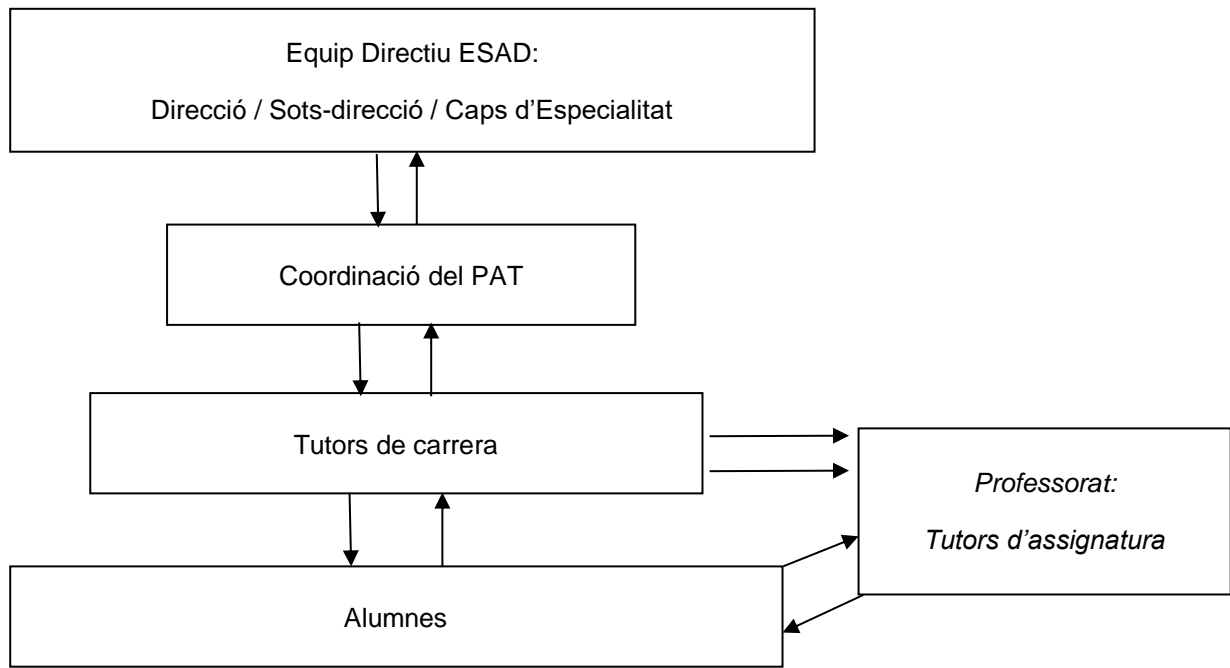 Equip Directiu ESAD:
Direcció / Sots-direcció / Caps d’Especialitat
Coordinació del PAT
Tutors de carrera
Professorat:
Tutors d’assignatura
Alumnes